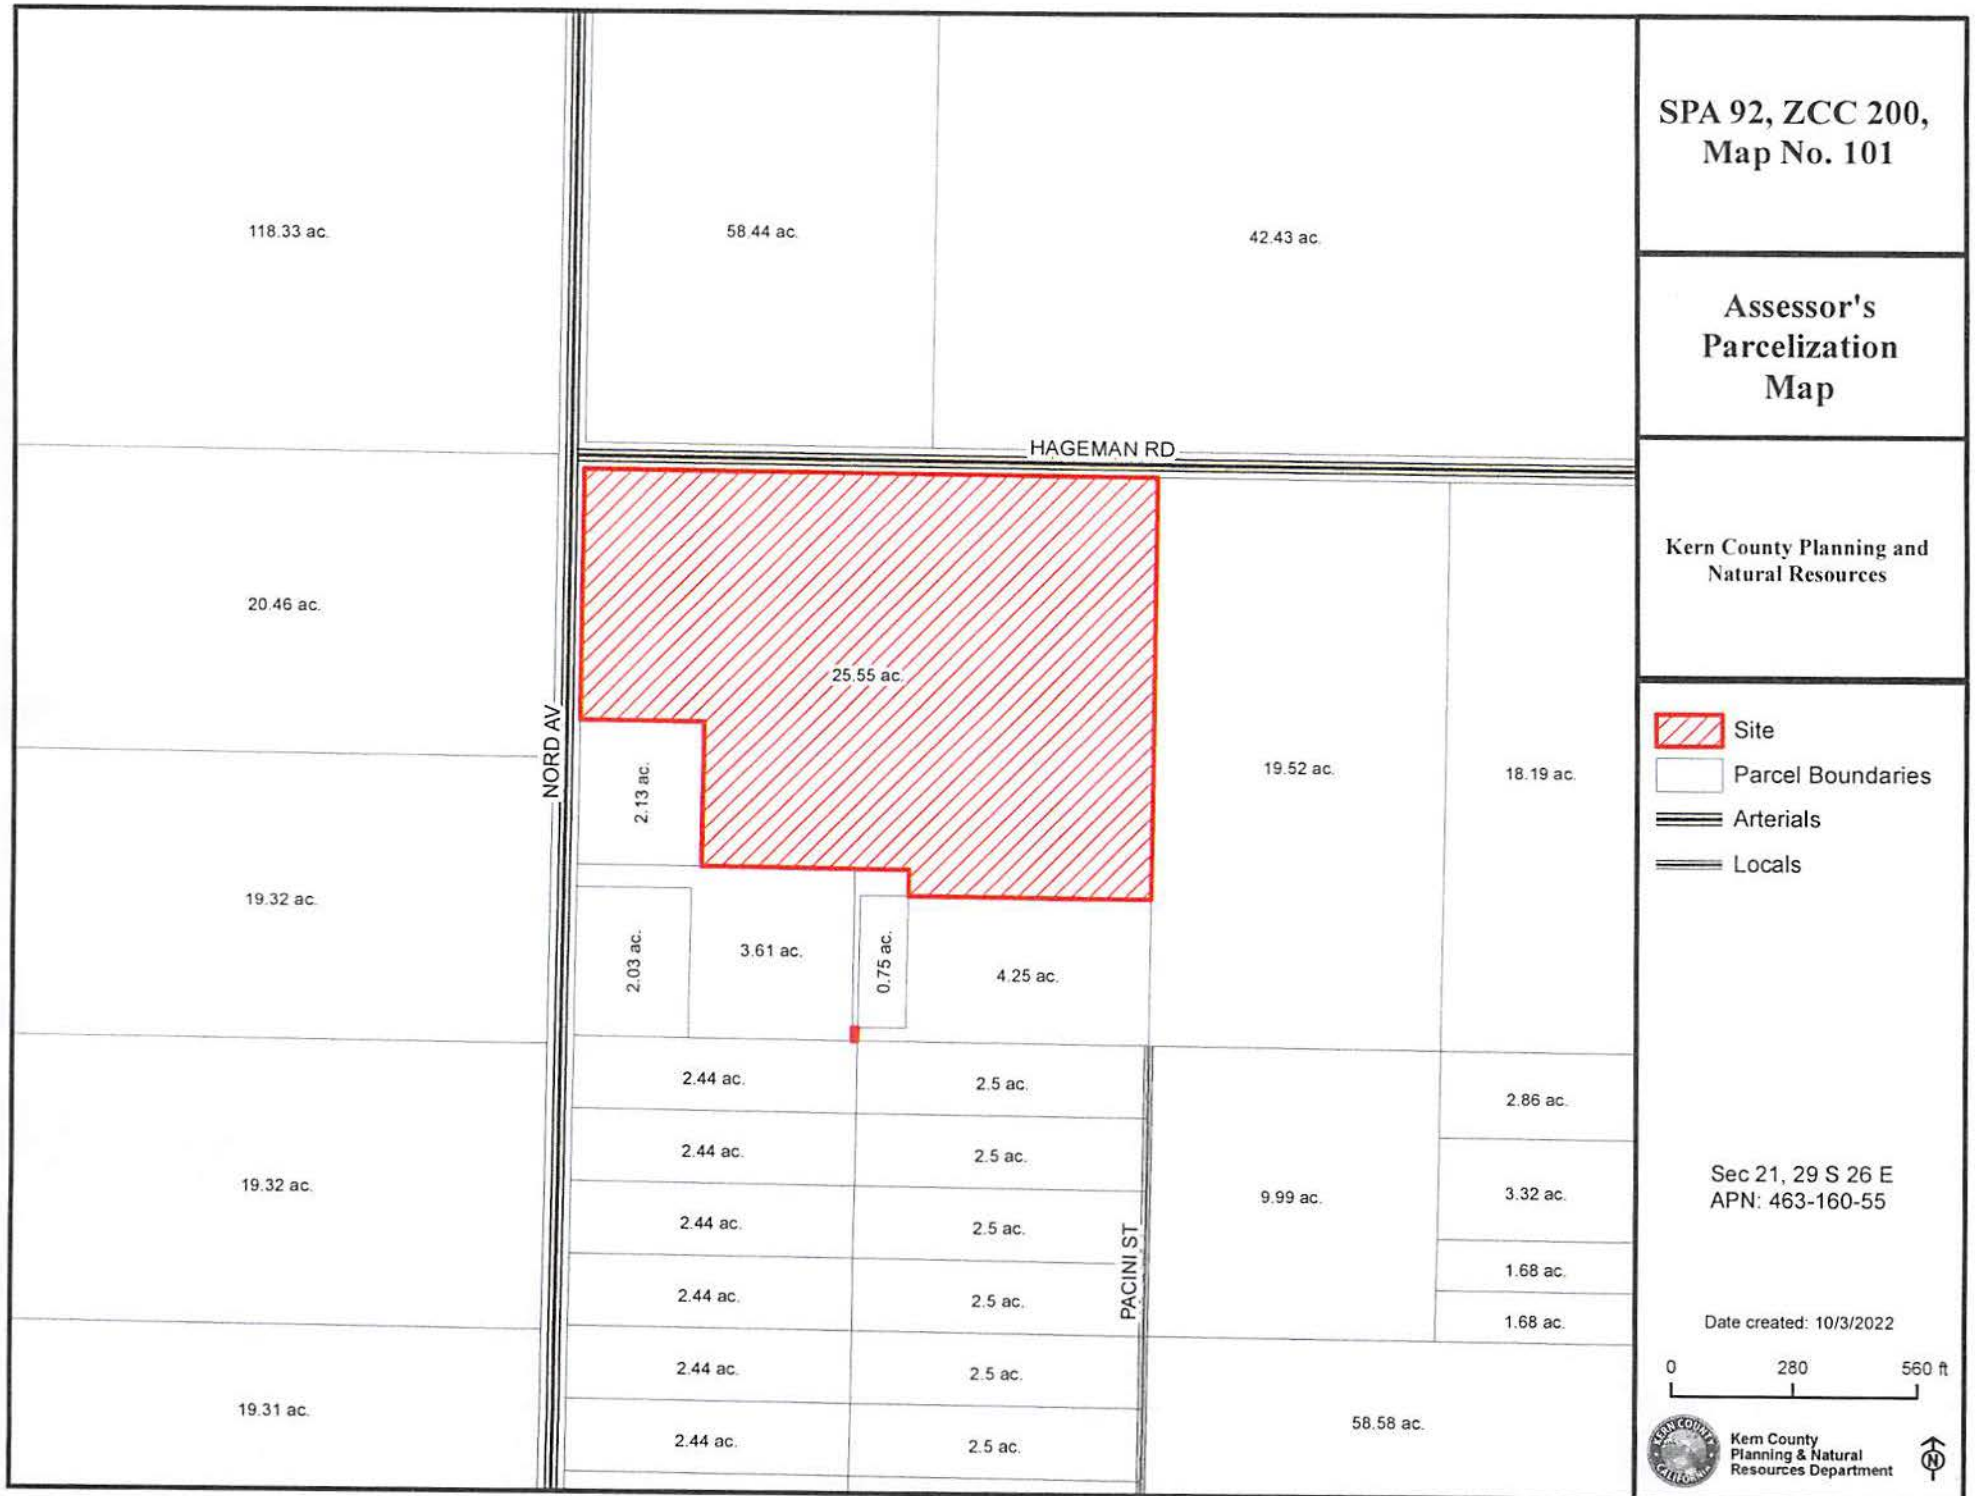 SPA 92, ZCC 200,
Map No. 101
Assessor's
Parcelization
Map
Kern County Planning and
Natural Resources
Site
Parcel Boundaries
Arterials
Locals
Sec 21, 29 S 26 E
APN: 463-160-55
Date created: 10/3/2022
0 280 560 ft
KERN COUNTY
CALIFORNIA
Kern County
Planning & Natural
Resources Department
N
118.33 ac.
58.44 ac.
42.43 ac.
HAGEMAN RD
20.46 ac.
25.55 ac.
NORD AV
2.13 ac.
19.52 ac.
18.19 ac.
19.32 ac.
2.03 ac.
3.61 ac.
0.75 ac.
4.25 ac.
2.44 ac.
2.5 ac.
2.86 ac.
2.44 ac.
2.5 ac.
19.32 ac.
9.99 ac.
3.32 ac.
2.44 ac.
2.5 ac.
PACINI ST
1.68 ac.
2.44 ac.
2.5 ac.
1.68 ac.
2.44 ac.
2.5 ac.
19.31 ac.
58.58 ac.
2.44 ac.
2.5 ac.